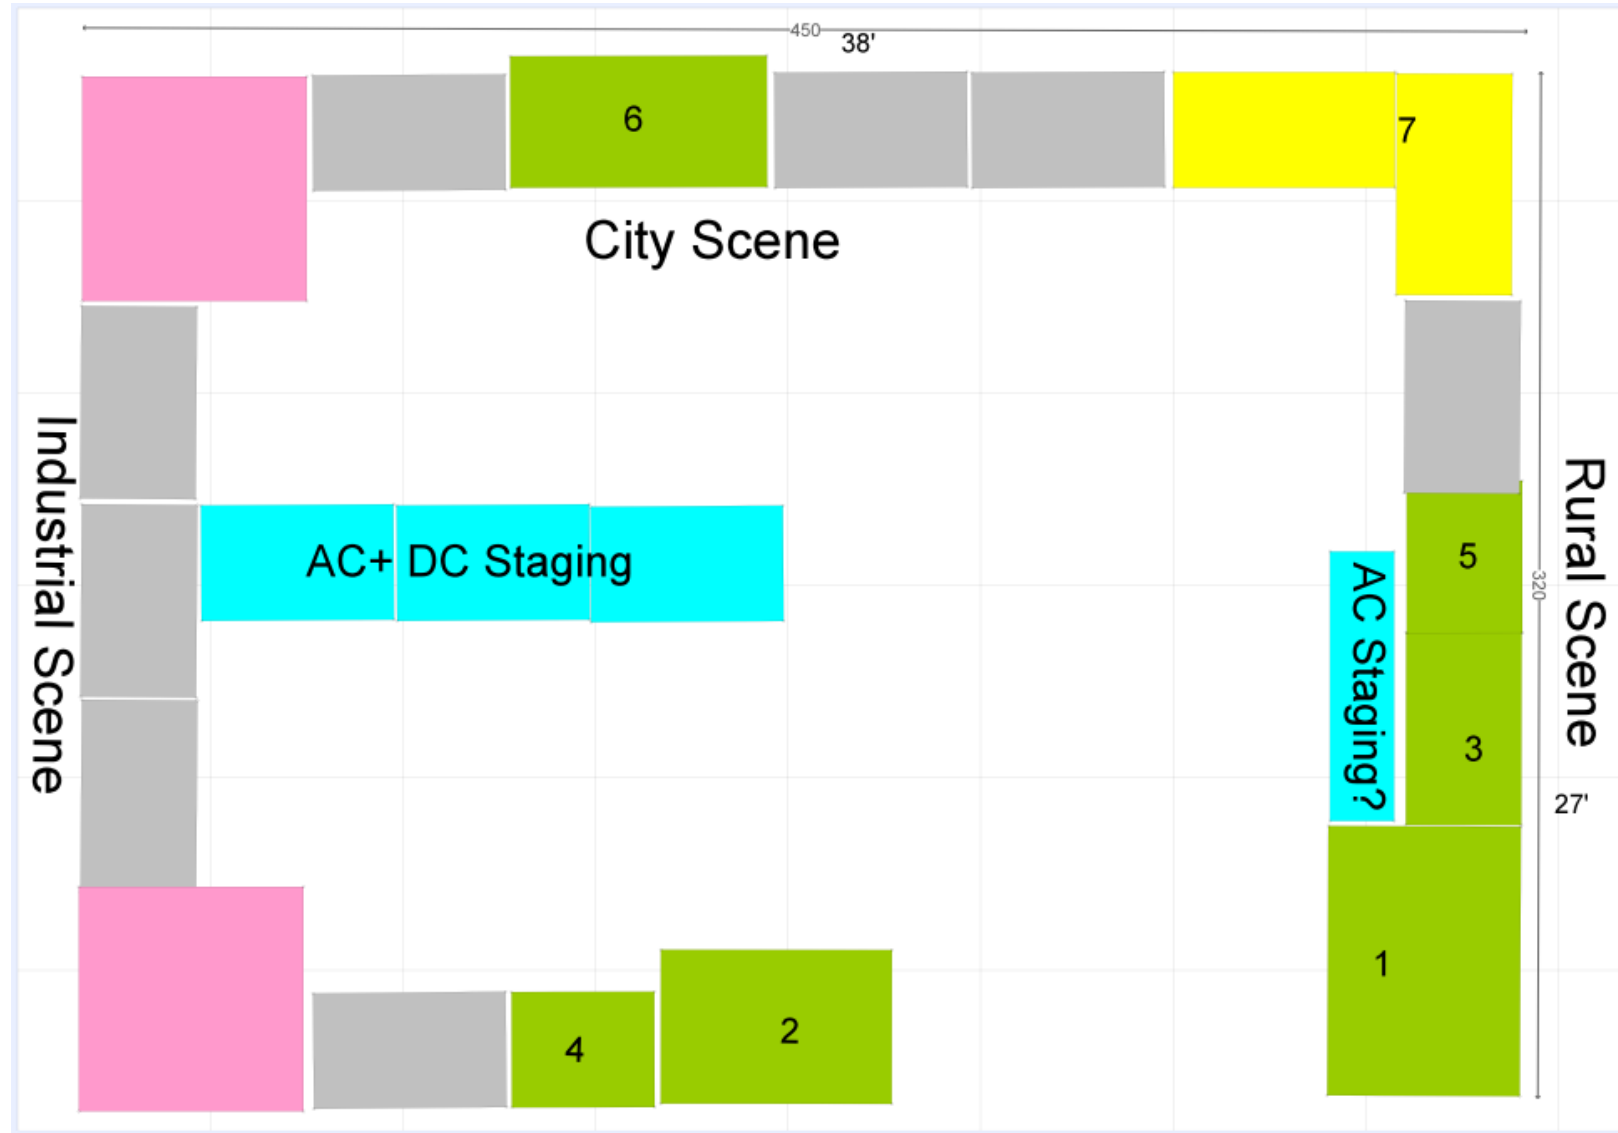 450
38'
6
7
City Scene
Industrial Scene
AC+ DC Staging
AC Staging?
5
3
320
Rural Scene
27'
1
4
2